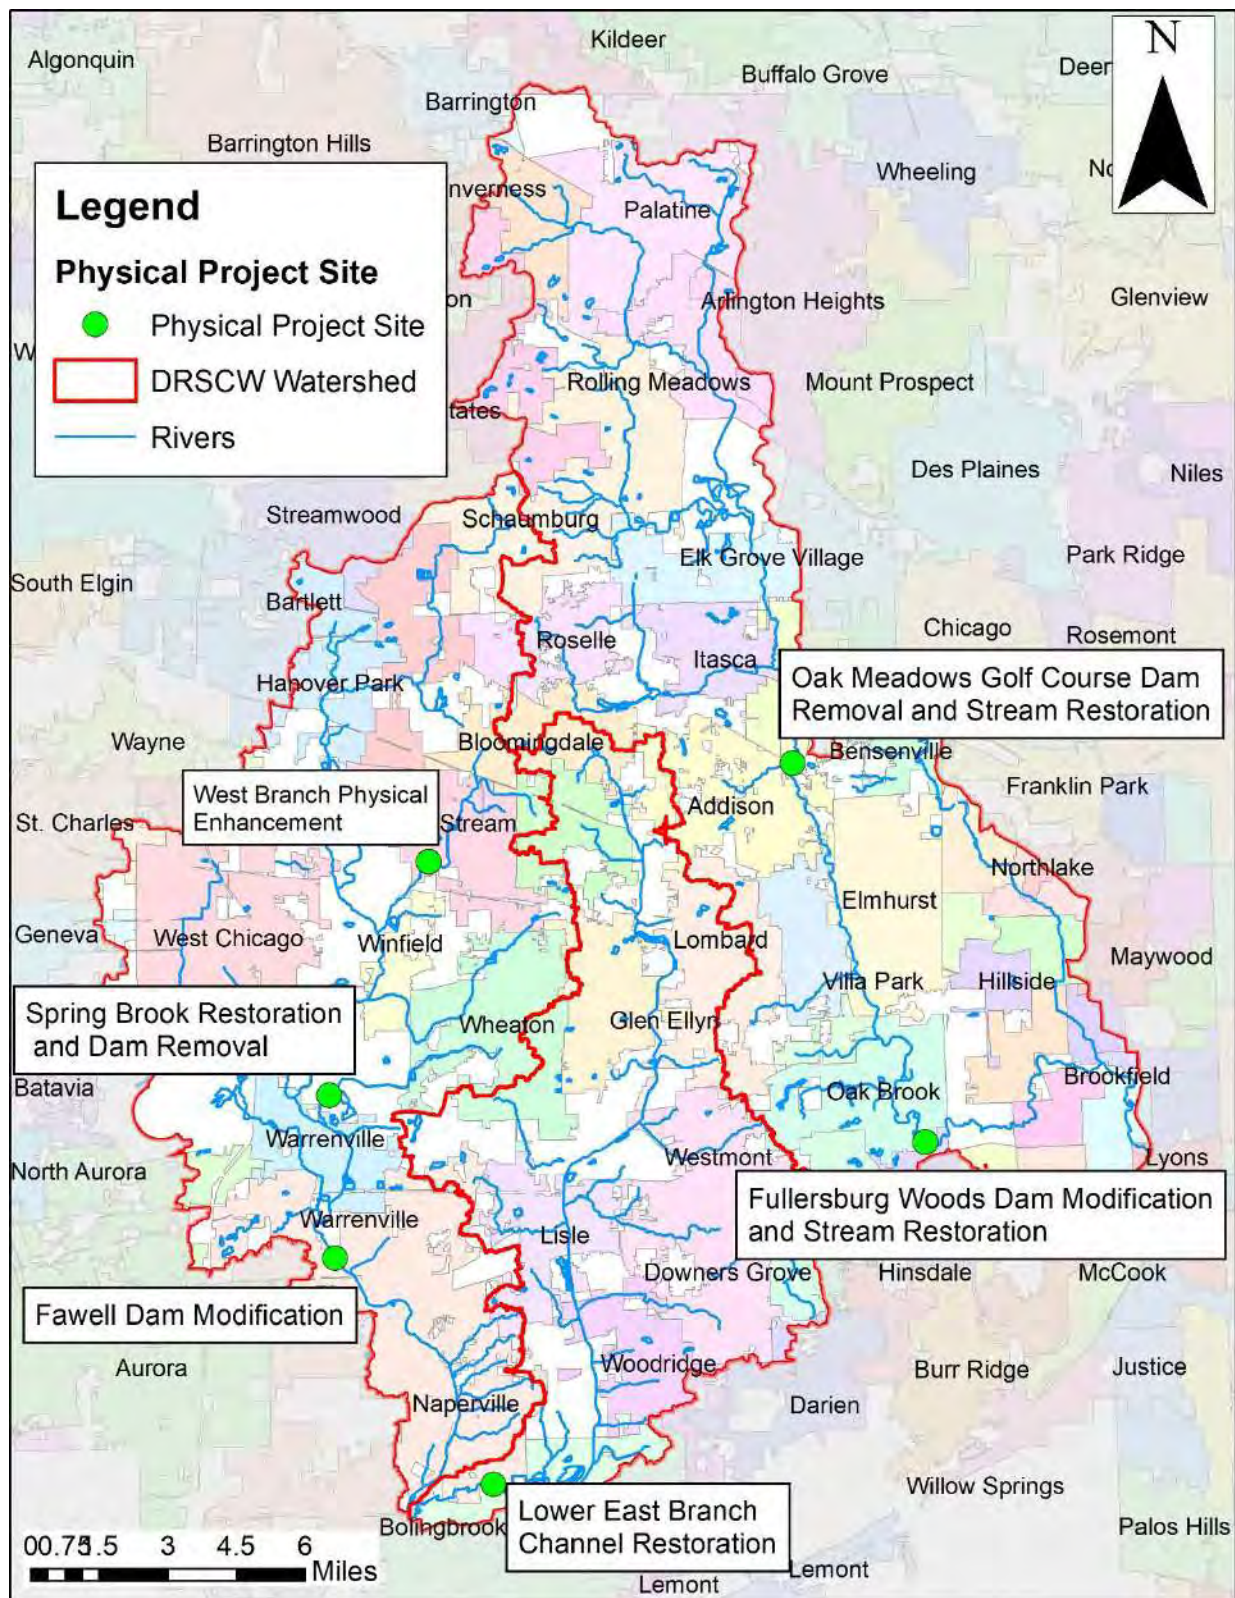 Kildeer
Algonquin
Buffalo Grove
Deer
N
Barrington
Barrington Hills
Wheeling
No
Legend
Physical Project Site
Physical Project Site
DRSCW Watershed
Rivers
nverness
Palatine
on
Arlington Heights
Glenview
W
Rolling Meadows
Mount Prospect
tates
Des Plaines
Niles
Streamwood
Schaumburg
Elk Grove Village
Park Ridge
South Elgin
Bartlett
Roselle
Chicago
Rosemont
Itasca
Hanover Park
Oak Meadows Golf Course Dam
Removal and Stream Restoration
Wayne
Bloomingdale
Bensenville
West Branch Physical
Enhancement
Franklin Park
Addison
St. Charles
Stream
Northlake
Elmhurst
Geneva
West Chicago
Winfield
Lombard
Maywood
Villa Park
Hillside
Spring Brook Restoration
and Dam Removal
Wheaton
Glen Ellyn
Batavia
Oak Brook
Brookfield
Warrenville
North Aurora
Westmont
Lyons
Fullersburg Woods Dam Modification
and Stream Restoration
Warrenville
Lisle
Downers Grove
Hinsdale
McCook
Fawell Dam Modification
Aurora
Woodridge
Burr Ridge
Justice
Naperville
Darien
Willow Springs
Lower East Branch
Channel Restoration
Bolingbrook
Palos Hills
00.751.5 3 4.5 6
Miles
Lemont
Lemont